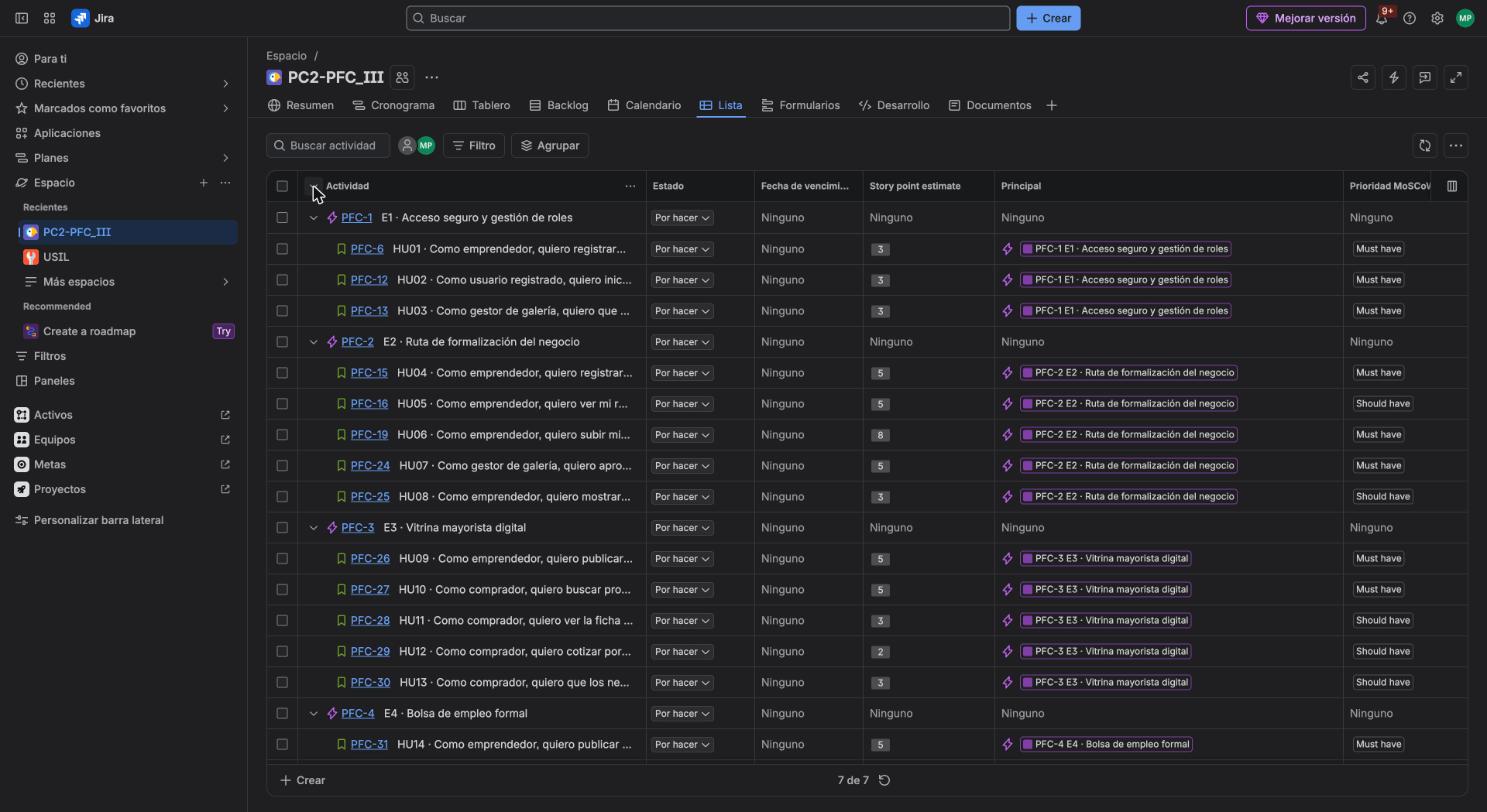 Jira
Buscar
Crear
Mejorar versión
9+
MP
Para ti
Recientes
Marcados como favoritos
Aplicaciones
Planes
Espacio
Recientes
PC2-PFC_III
USIL
Más espacios
Recommended
Create a roadmap
Try
Filtros
Paneles
Activos
Equipos
Metas
Proyectos
Personalizar barra lateral
Espacio /
PC2-PFC_III
Resumen Cronograma Tablero Backlog Calendario Lista Formularios Desarrollo Documentos
Buscar actividad MP Filtro Agrupar
Actividad Estado Fecha de vencimi... Story point estimate Principal Prioridad MoSCoW
PFC-1 E1 · Acceso seguro y gestión de roles Por hacer Ninguno Ninguno Ninguno Ninguno
PFC-6 HU01 · Como emprendedor, quiero registrar... Por hacer Ninguno 3 PFC-1 E1 · Acceso seguro y gestión de roles Must have
PFC-12 HU02 · Como usuario registrado, quiero inic... Por hacer Ninguno 3 PFC-1 E1 · Acceso seguro y gestión de roles Must have
PFC-13 HU03 · Como gestor de galería, quiero que ... Por hacer Ninguno 3 PFC-1 E1 · Acceso seguro y gestión de roles Must have
PFC-2 E2 · Ruta de formalización del negocio Por hacer Ninguno Ninguno Ninguno Ninguno
PFC-15 HU04 · Como emprendedor, quiero registrar... Por hacer Ninguno 5 PFC-2 E2 · Ruta de formalización del negocio Must have
PFC-16 HU05 · Como emprendedor, quiero ver mi r... Por hacer Ninguno 5 PFC-2 E2 · Ruta de formalización del negocio Should have
PFC-19 HU06 · Como emprendedor, quiero subir mi... Por hacer Ninguno 8 PFC-2 E2 · Ruta de formalización del negocio Must have
PFC-24 HU07 · Como gestor de galería, quiero apro... Por hacer Ninguno 5 PFC-2 E2 · Ruta de formalización del negocio Must have
PFC-25 HU08 · Como emprendedor, quiero mostrar... Por hacer Ninguno 3 PFC-2 E2 · Ruta de formalización del negocio Should have
PFC-3 E3 · Vitrina mayorista digital Por hacer Ninguno Ninguno Ninguno Ninguno
PFC-26 HU09 · Como emprendedor, quiero publicar... Por hacer Ninguno 5 PFC-3 E3 · Vitrina mayorista digital Must have
PFC-27 HU10 · Como comprador, quiero buscar pro... Por hacer Ninguno 5 PFC-3 E3 · Vitrina mayorista digital Must have
PFC-28 HU11 · Como comprador, quiero ver la ficha ... Por hacer Ninguno 3 PFC-3 E3 · Vitrina mayorista digital Should have
PFC-29 HU12 · Como comprador, quiero cotizar por... Por hacer Ninguno 2 PFC-3 E3 · Vitrina mayorista digital Should have
PFC-30 HU13 · Como comprador, quiero que los ne... Por hacer Ninguno 3 PFC-3 E3 · Vitrina mayorista digital Should have
PFC-4 E4 · Bolsa de empleo formal Por hacer Ninguno Ninguno Ninguno Ninguno
PFC-31 HU14 · Como emprendedor, quiero publicar ... Por hacer Ninguno 5 PFC-4 E4 · Bolsa de empleo formal Must have
Crear
7 de 7